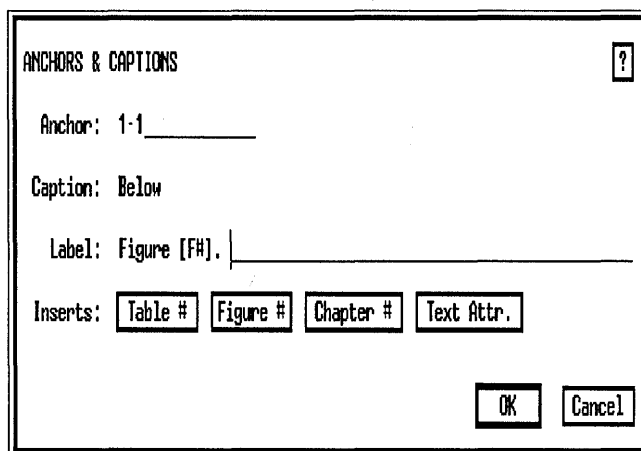 ANCHORS & CAPTIONS ?
Anchor: 1-1
Caption: Below
Label: Figure [F#].
Inserts: Table # Figure # Chapter # Text Attr.
OK Cancel